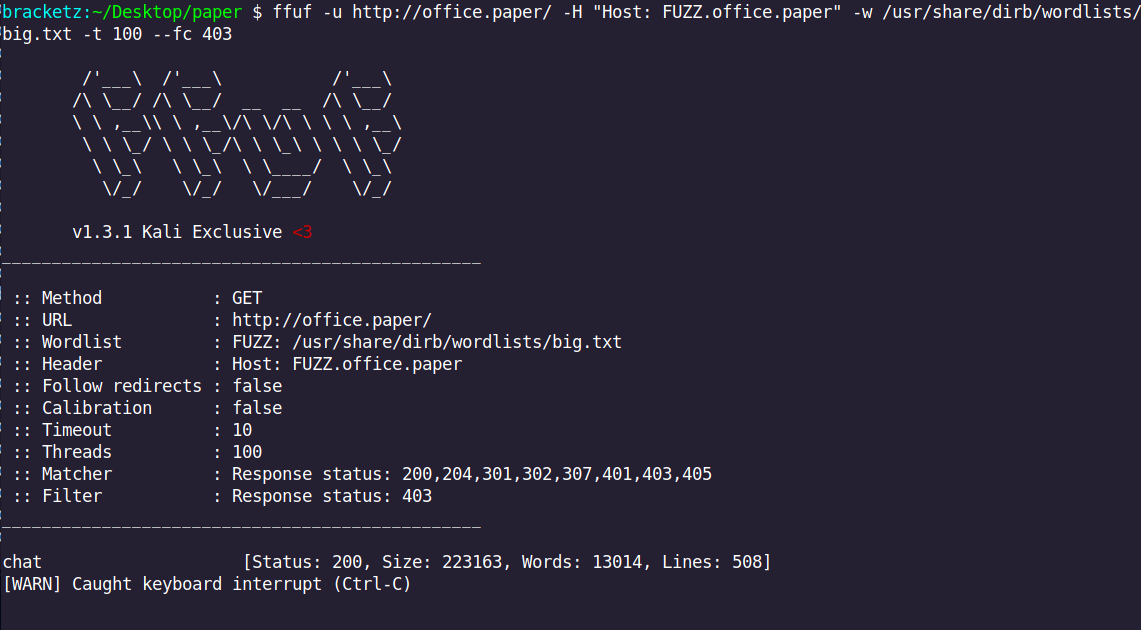 bracketz:~/Desktop/paper $ ffuf -u http://office.paper/ -H "Host: FUZZ.office.paper" -w /usr/share/dirb/wordlists/
big.txt -t 100 --fc 403
        /'___\  /'___\           /'___\
       /\ \__/ /\ \__/  __  __  /\ \__/
       \ \ ,__\\ \ ,__\/\ \/\ \ \ \ ,__\
        \ \ \_/ \ \ \_/\ \ \_\ \ \ \ \_/
         \ \_\   \ \_\  \ \____/  \ \_\
          \/_/    \/_/   \/___/    \/_/
       v1.3.1 Kali Exclusive <3
________________________________________________
 :: Method           : GET
 :: URL              : http://office.paper/
 :: Wordlist         : FUZZ: /usr/share/dirb/wordlists/big.txt
 :: Header           : Host: FUZZ.office.paper
 :: Follow redirects : false
 :: Calibration      : false
 :: Timeout          : 10
 :: Threads          : 100
 :: Matcher          : Response status: 200,204,301,302,307,401,403,405
 :: Filter           : Response status: 403
________________________________________________
chat                    [Status: 200, Size: 223163, Words: 13014, Lines: 508]
[WARN] Caught keyboard interrupt (Ctrl-C)